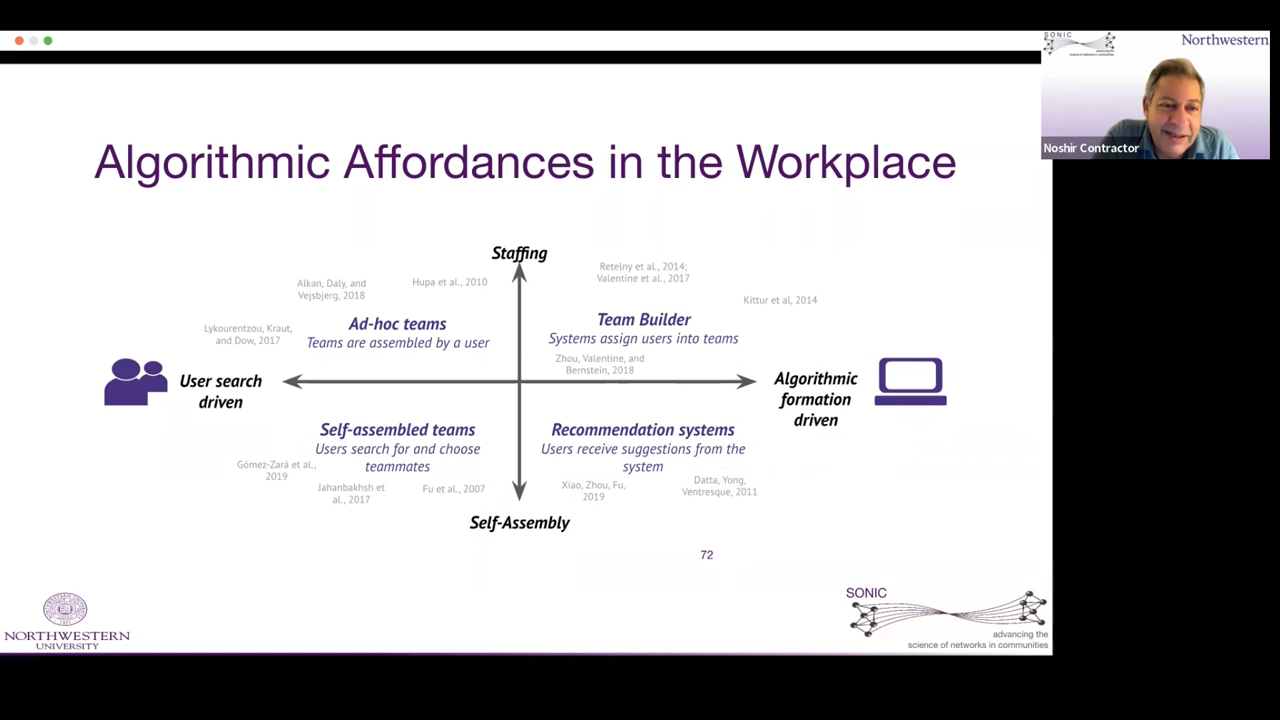 SONIC
Northwestern
Noshir Contractor
Algorithmic Affordances in the Workplace
Staffing
Alkan, Daly, and
Vejsbjerg, 2018
Hupa et al., 2010
Retelny et al., 2014;
Valentine et al., 2017
Kittur et al, 2014
Lykourentzou, Kraut,
and Dow, 2017
Ad-hoc teams
Teams are assembled by a user
Team Builder
Systems assign users into teams
Zhou, Valentine, and
Bernstein, 2018
User search
driven
Algorithmic
formation
driven
Self-assembled teams
Users search for and choose
teammates
Recommendation systems
Users receive suggestions from the
system
Gómez-Zará et al.,
2019
Jahanbakhsh et
al., 2017
Fu et al., 2007
Xiao, Zhou, Fu,
2019
Datta, Yong,
Ventresque, 2011
Self-Assembly
72
NORTHWESTERN
UNIVERSITY
SONIC
advancing the
science of networks in communities